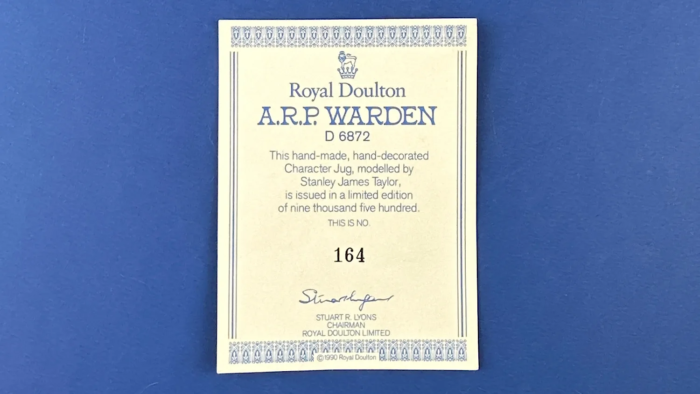 Royal Doulton
A.R.P. WARDEN
D 6872
This hand-made, hand-decorated
Character Jug, modelled by
Stanley James Taylor,
is issued in a limited edition
of nine thousand five hundred.
THIS IS NO.
164
STUART R. LYONS
CHAIRMAN
ROYAL DOULTON LIMITED
© 1990 Royal Doulton